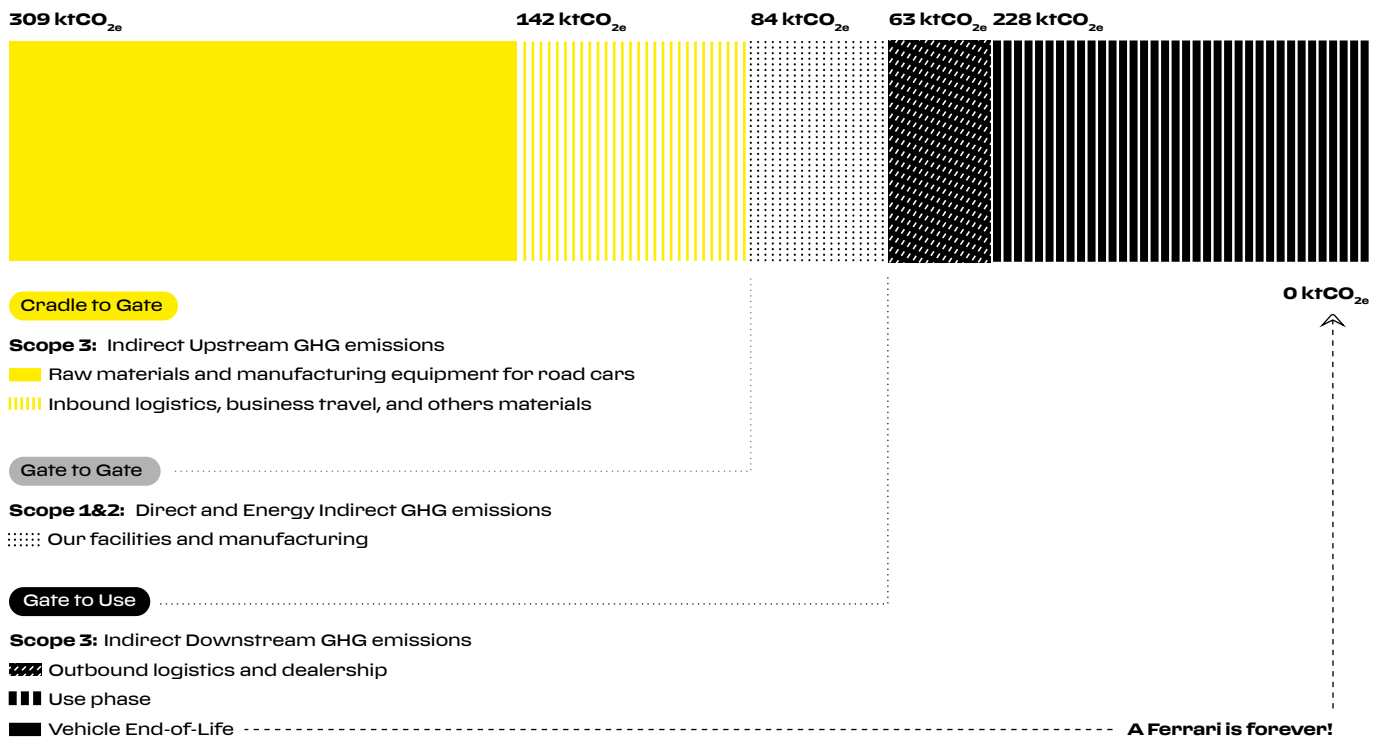 309 ktCO2e 142 ktCO2e 84 ktCO2e 63 ktCO2e 228 ktCO2e
0 ktCO2e
Cradle to Gate
Scope 3: Indirect Upstream GHG emissions
Raw materials and manufacturing equipment for road cars
Inbound logistics, business travel, and others materials
Gate to Gate
Scope 1&2: Direct and Energy Indirect GHG emissions
Our facilities and manufacturing
Gate to Use
Scope 3: Indirect Downstream GHG emissions
Outbound logistics and dealership
Use phase
Vehicle End-of-Life A Ferrari is forever!